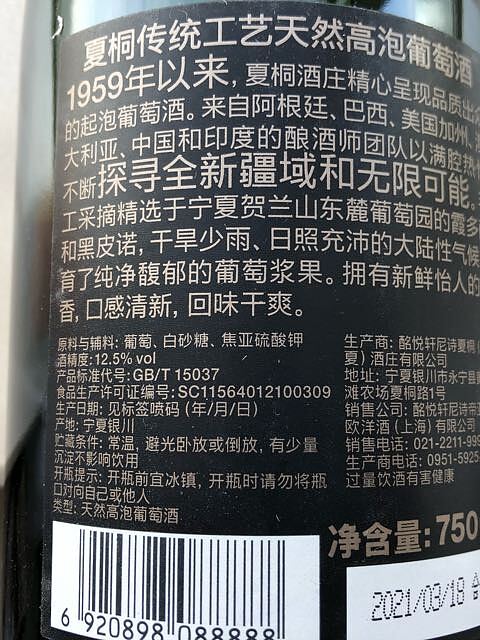 夏桐传统工艺天然高泡葡萄酒
1959年以来，夏桐酒庄精心呈现品质出
的起泡葡萄酒。来自阿根廷、巴西、美国加州、
大利亚、中国和印度的酿酒师团队以满腔热
不断探寻全新疆域和无限可能。
工采摘精选于宁夏贺兰山东麓葡萄园的霞多
和黑皮诺，干旱少雨、日照充沛的大陆性气候
育了纯净馥郁的葡萄浆果。拥有新鲜怡人的
香，口感清新，回味干爽。
原料与辅料: 葡萄、白砂糖、焦亚硫酸钾
酒精度: 12.5% vol
产品标准代号: GB/T 15037
食品生产许可证编号: SC11564012100309
生产日期: 见标签喷码 (年/月/日)
产地: 宁夏银川
贮藏条件: 常温，避光卧放或倒放，有少量
沉淀不影响饮用
开瓶提示: 开瓶前宜冰镇，开瓶时请勿将瓶
口对向自己或他人
类型: 天然高泡葡萄酒
生产商: 酩悦轩尼诗夏桐 (
夏) 酒庄有限公司
地址: 宁夏银川市永宁县
滩农场夏桐路1号
销售公司: 酩悦轩尼诗帝
欧洋酒 (上海) 有限公司
销售电话: 021-2211-999
生产商电话: 0951-5925
过量饮酒有害健康
净含量: 750
6 920898 088888
2021/03/18